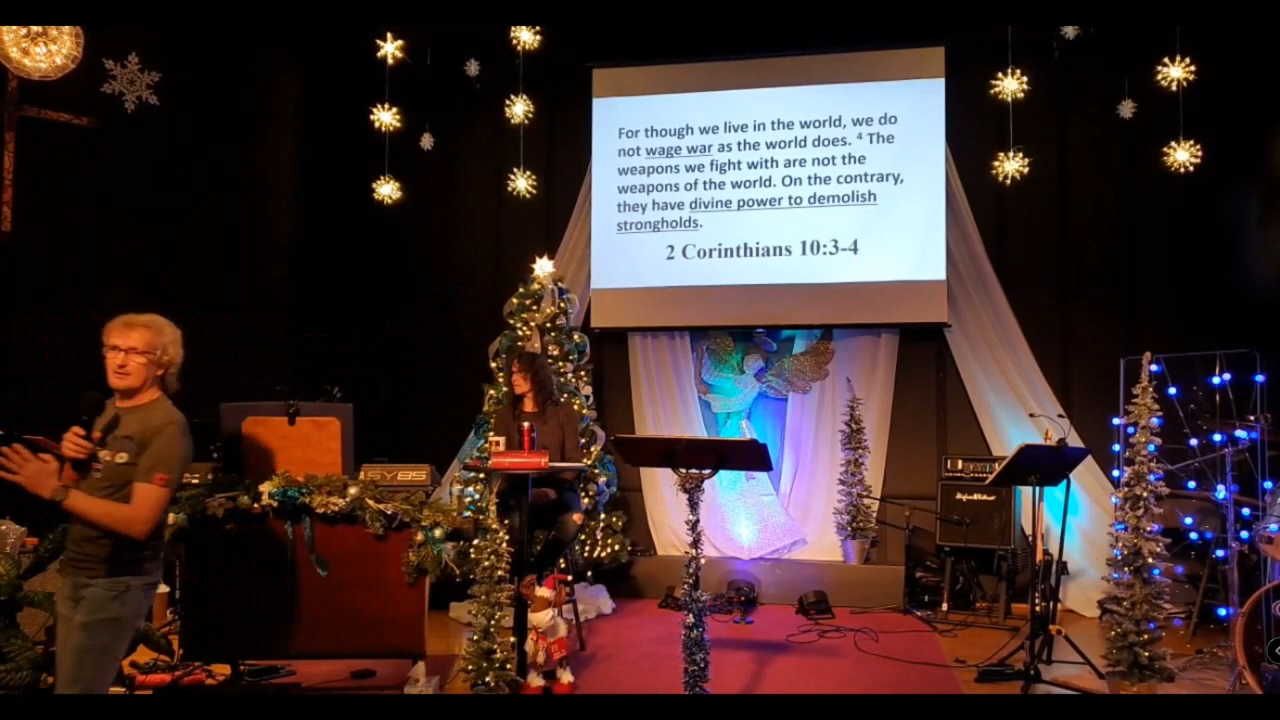 For though we live in the world, we do
not wage war as the world does. ⁴ The
weapons we fight with are not the
weapons of the world. On the contrary,
they have divine power to demolish
strongholds.
2 Corinthians 10:3-4